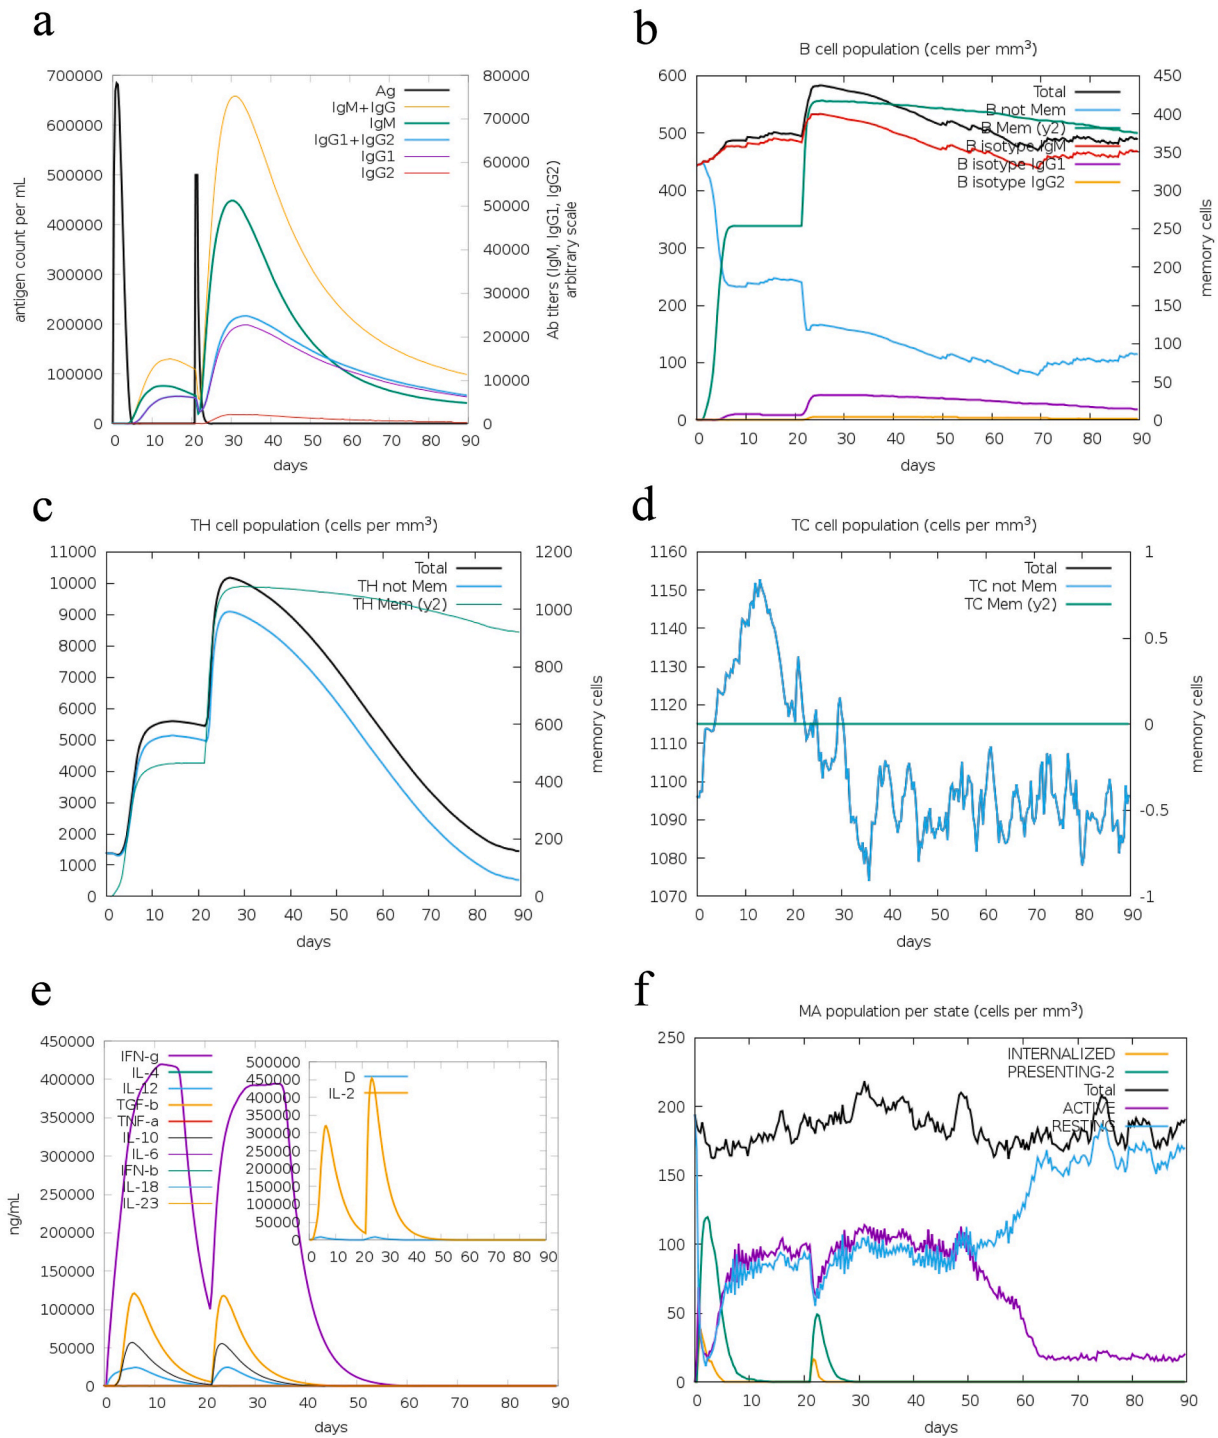 a
700000
600000
500000
400000
300000
200000
100000
0
antigen count per mL
80000
70000
60000
50000
40000
30000
20000
10000
0
Ab titers (IgM, IgG1, IgG2)
arbitrary scale
Ag
IgM+IgG
IgM
IgG1+IgG2
IgG1
IgG2
0 10 20 30 40 50 60 70 80 90
days
b
B cell population (cells per mm³)
600
500
400
300
200
100
0
450
400
350
300
250
200
150
100
50
0
memory cells
Total
B not Mem
B Mem (y2)
B isotype IgM
B isotype IgG1
B isotype IgG2
0 10 20 30 40 50 60 70 80 90
days
c
TH cell population (cells per mm³)
11000
10000
9000
8000
7000
6000
5000
4000
3000
2000
1000
0
1200
1000
800
600
400
200
0
memory cells
Total
TH not Mem
TH Mem (y2)
0 10 20 30 40 50 60 70 80 90
days
d
TC cell population (cells per mm³)
1160
1150
1140
1130
1120
1110
1100
1090
1080
1070
1
0.5
0
-0.5
-1
memory cells
Total
TC not Mem
TC Mem (y2)
0 10 20 30 40 50 60 70 80 90
days
e
450000
400000
350000
300000
250000
200000
150000
100000
50000
0
ng/mL
IFN-g
IL-4
IL-12
TGF-b
TNF-a
IL-10
IL-6
IFN-b
IL-18
IL-23
500000
450000
400000
350000
300000
250000
200000
150000
100000
50000
0
D
IL-2
0 10 20 30 40 50 60 70 80 90
0 10 20 30 40 50 60 70 80 90
days
f
MA population per state (cells per mm³)
250
200
150
100
50
0
INTERNALIZED
PRESENTING-2
Total
ACTIVE
RESTING
0 10 20 30 40 50 60 70 80 90
days